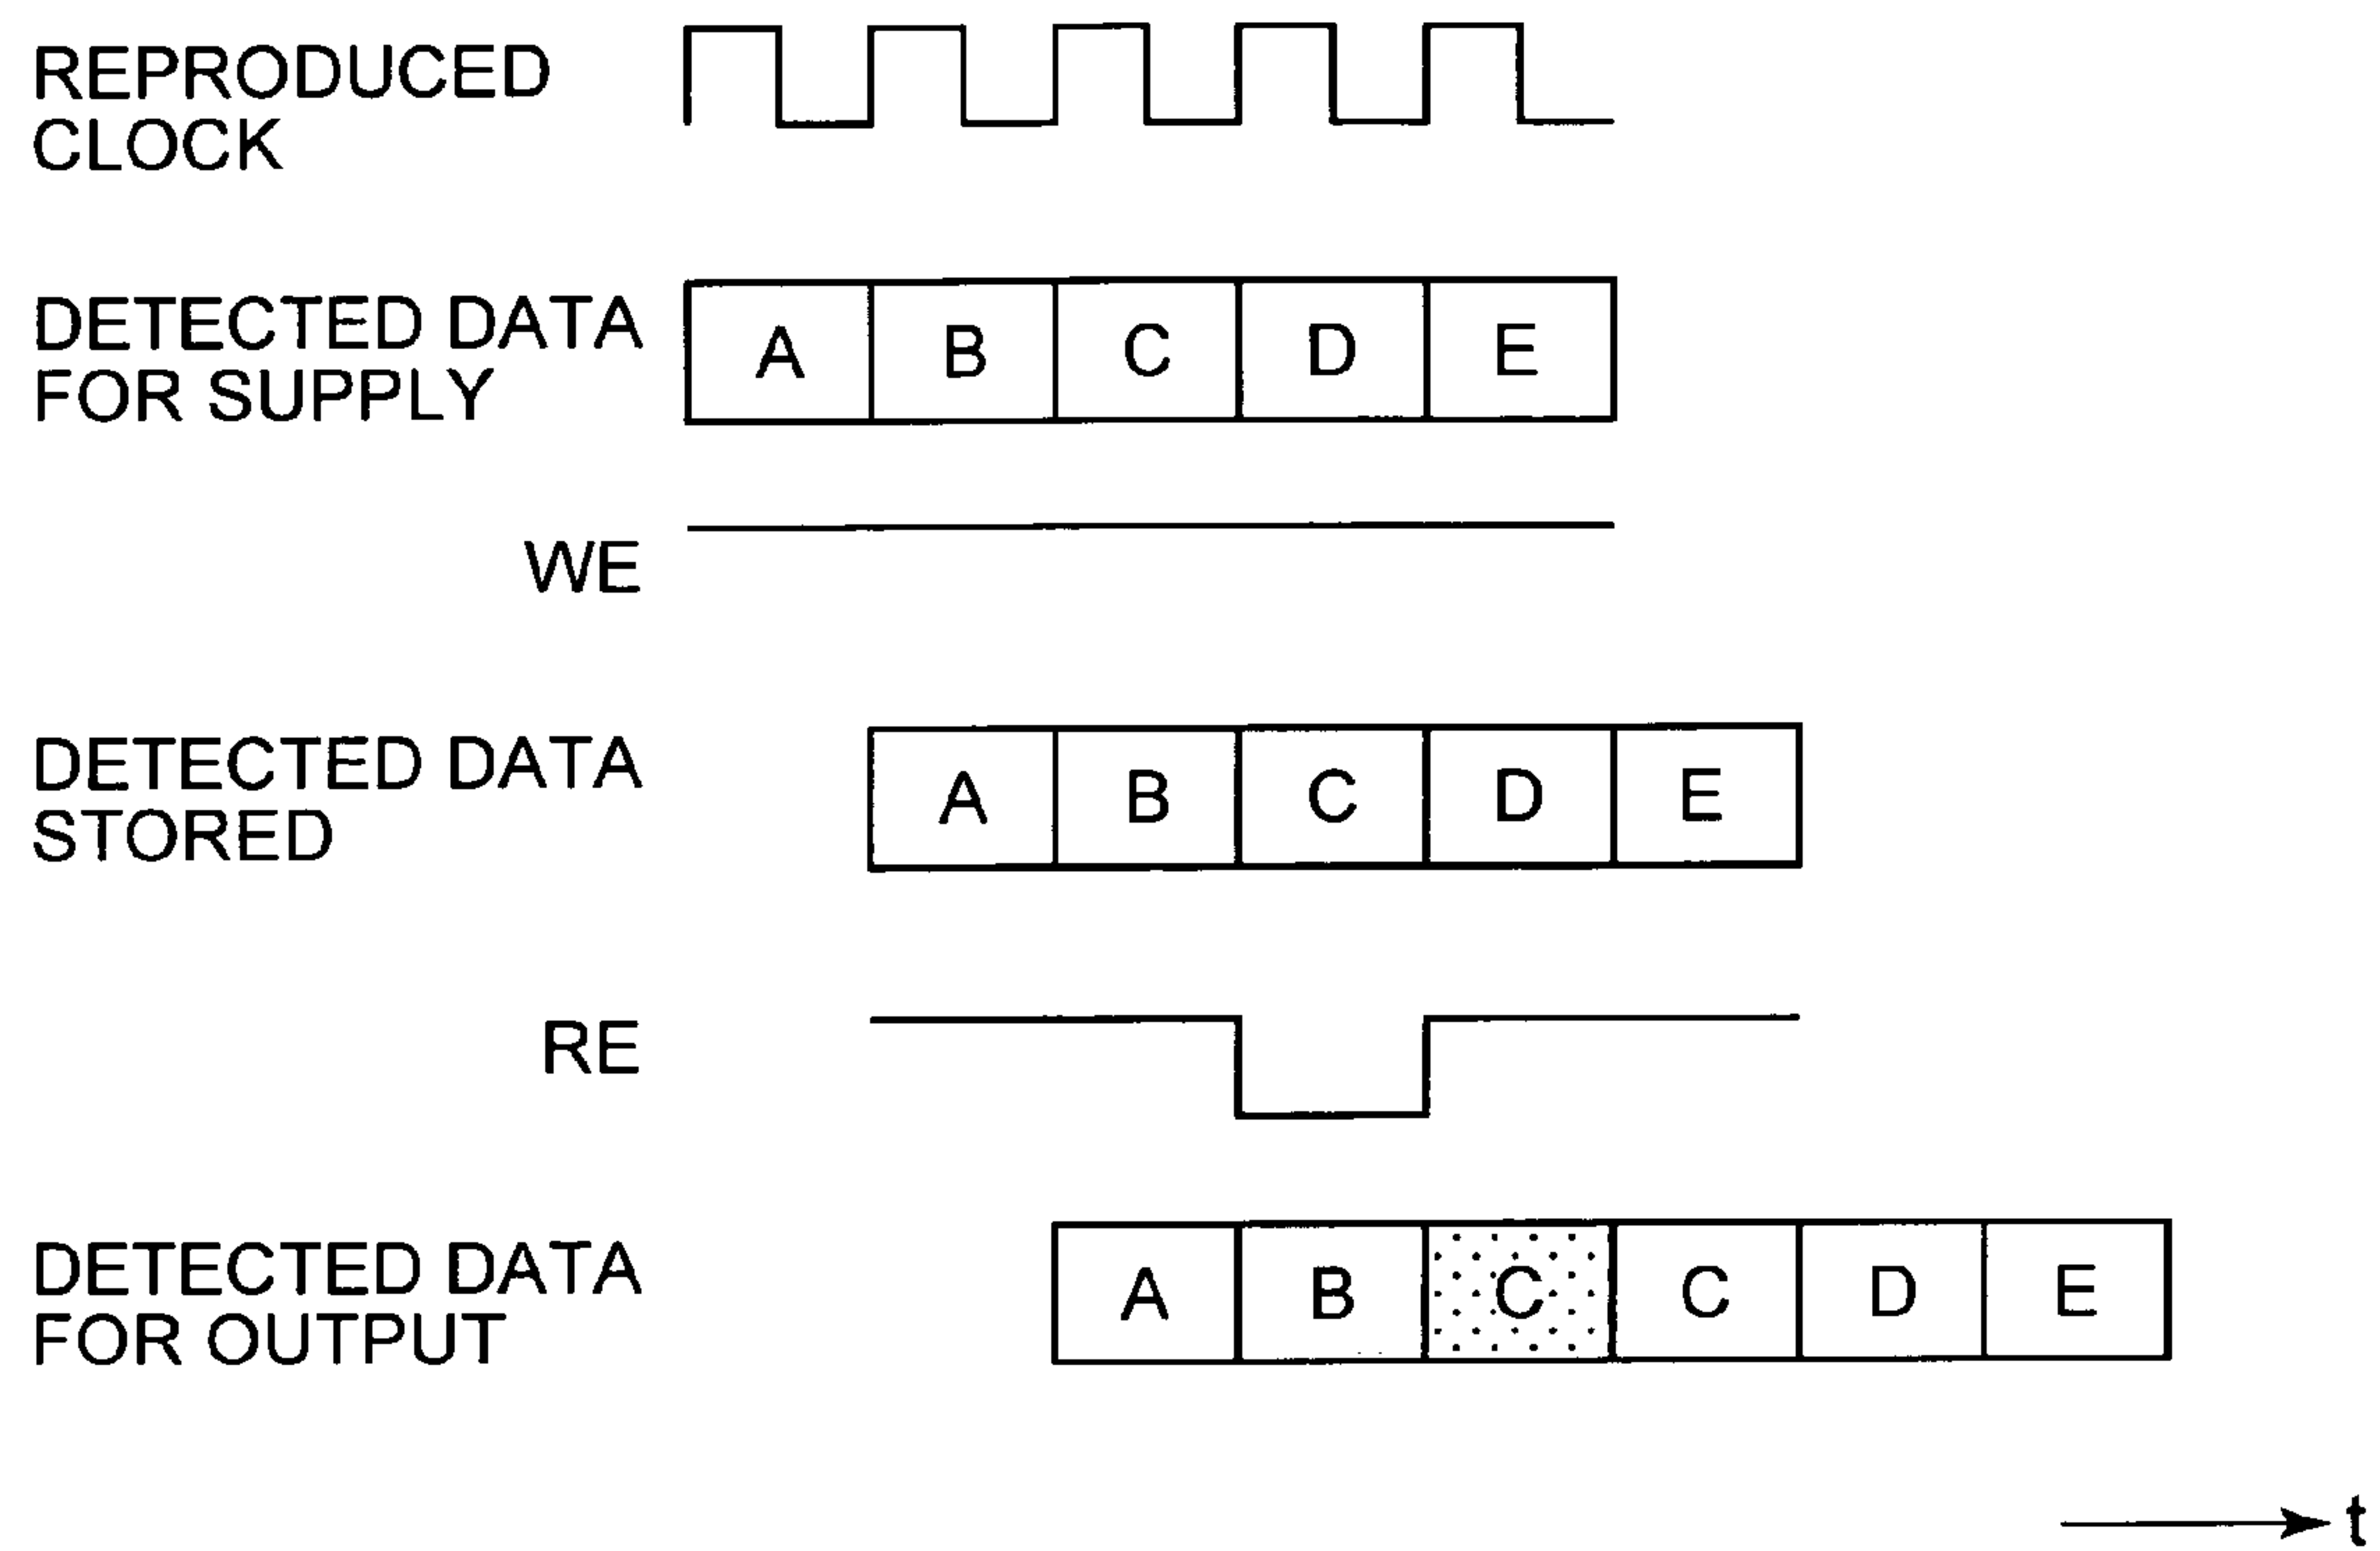 REPRODUCED
CLOCK
DETECTED DATA
FOR SUPPLY
A B C D E
WE
DETECTED DATA
STORED
A B C D E
RE
DETECTED DATA
FOR OUTPUT
A B C C D E
t